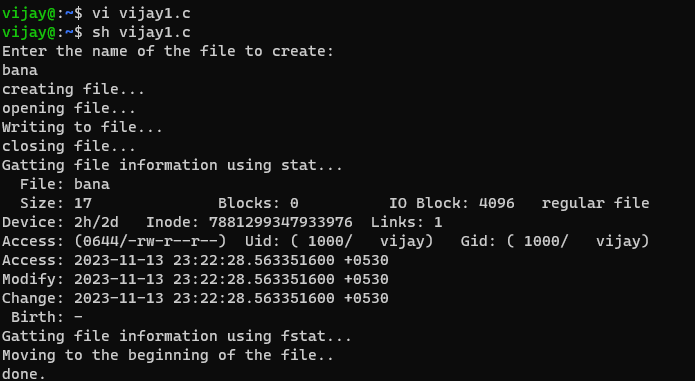 vijay@:~$ vi vijay1.c
vijay@:~$ sh vijay1.c
Enter the name of the file to create:
bana
creating file...
opening file...
Writing to file...
closing file...
Gatting file information using stat...
  File: bana
  Size: 17              Blocks: 0          IO Block: 4096   regular file
Device: 2h/2d   Inode: 7881299347933976  Links: 1
Access: (0644/-rw-r--r--)  Uid: ( 1000/   vijay)   Gid: ( 1000/   vijay)
Access: 2023-11-13 23:22:28.563351600 +0530
Modify: 2023-11-13 23:22:28.563351600 +0530
Change: 2023-11-13 23:22:28.563351600 +0530
 Birth: -
Gatting file information using fstat...
Moving to the beginning of the file..
done.